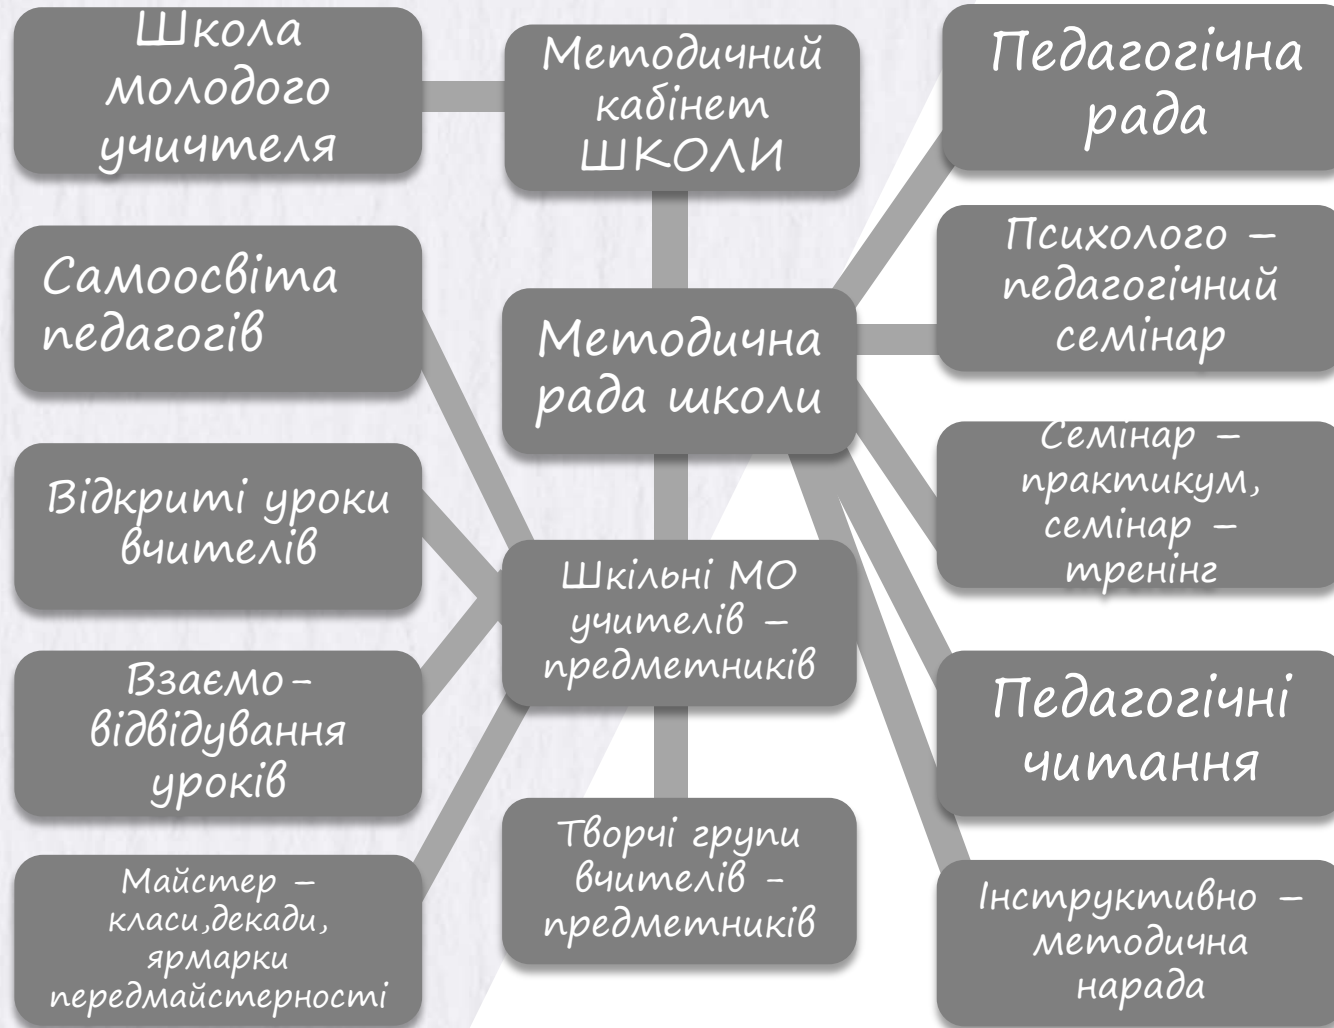 Школа
молодого
учичтеля
Методичний
кабінет
ШКОЛИ
Педагогічна
рада
Самоосвіта
педагогів
Методична
рада школи
Психолого –
педагогічний
семінар
Відкриті уроки
вчителів
Шкільні МО
учителів –
предметників
Семінар –
практикум,
семінар –
тренінг
Взаємо-
відвідування
уроків
Педагогічні
читання
Майстер –
класи,декади,
ярмарки
передмайстерності
Творчі групи
вчителів -
предметників
Інструктивно –
методична
нарада